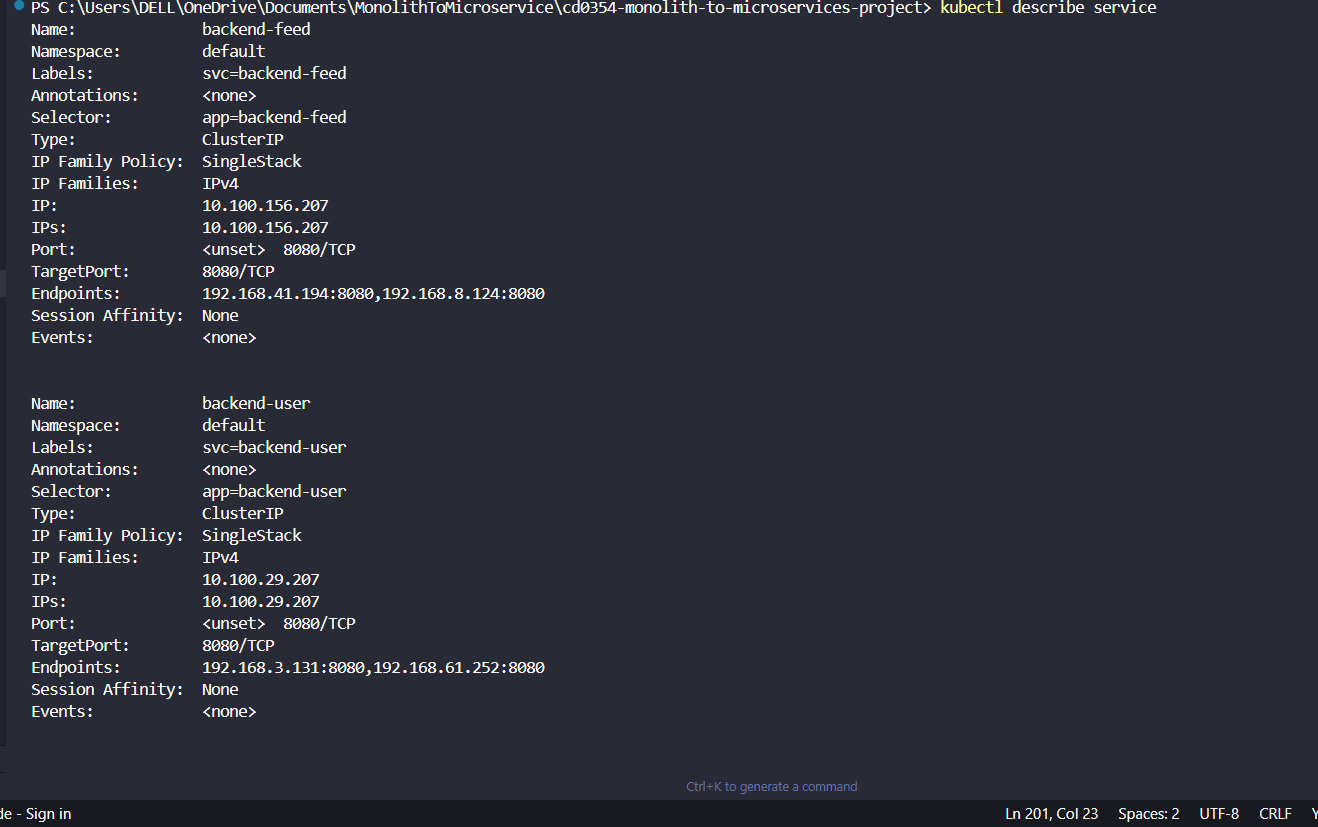 PS C:\Users\DELL\OneDrive\Documents\MonolithToMicroservice\cd0354-monolith-to-microservices-project> kubectl describe service
Name:              backend-feed
Namespace:         default
Labels:            svc=backend-feed
Annotations:       <none>
Selector:          app=backend-feed
Type:              ClusterIP
IP Family Policy:  SingleStack
IP Families:       IPv4
IP:                10.100.156.207
IPs:               10.100.156.207
Port:              <unset>  8080/TCP
TargetPort:        8080/TCP
Endpoints:         192.168.41.194:8080,192.168.8.124:8080
Session Affinity:  None
Events:            <none>
Name:              backend-user
Namespace:         default
Labels:            svc=backend-user
Annotations:       <none>
Selector:          app=backend-user
Type:              ClusterIP
IP Family Policy:  SingleStack
IP Families:       IPv4
IP:                10.100.29.207
IPs:               10.100.29.207
Port:              <unset>  8080/TCP
TargetPort:        8080/TCP
Endpoints:         192.168.3.131:8080,192.168.61.252:8080
Session Affinity:  None
Events:            <none>
Ctrl+K to generate a command
de - Sign in Ln 201, Col 23 Spaces: 2 UTF-8 CRLF